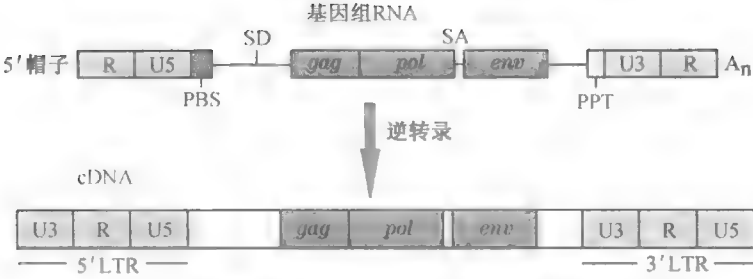 基因组RNA
SD SA
5'帽子 R U5 gag pol env U3 R An
PBS PPT
逆转录
cDNA
U3 R U5 gag pol env U3 R U5
5'LTR 3'LTR